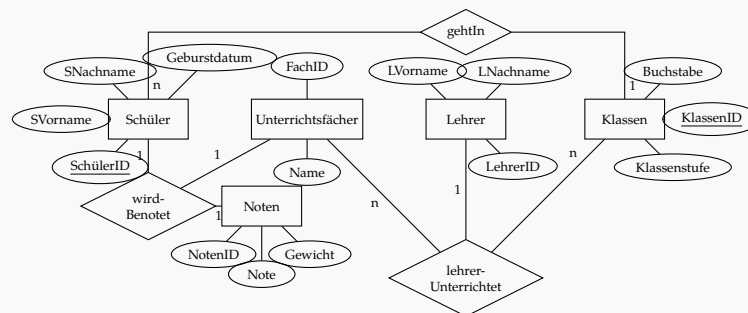 gehtIn
SNachname
Geburstdatum
FachID
LVorname
LNachname
Buchstabe
n
1
SVorname
Schüler
Unterrichtsfächer
Lehrer
Klassen
KlassenID
SchülerID
1
1
Name
LehrerID
n
Klassenstufe
wird-
Benotet
1
Noten
1
n
NotenID
Gewicht
Note
lehrer-
Unterrichtet